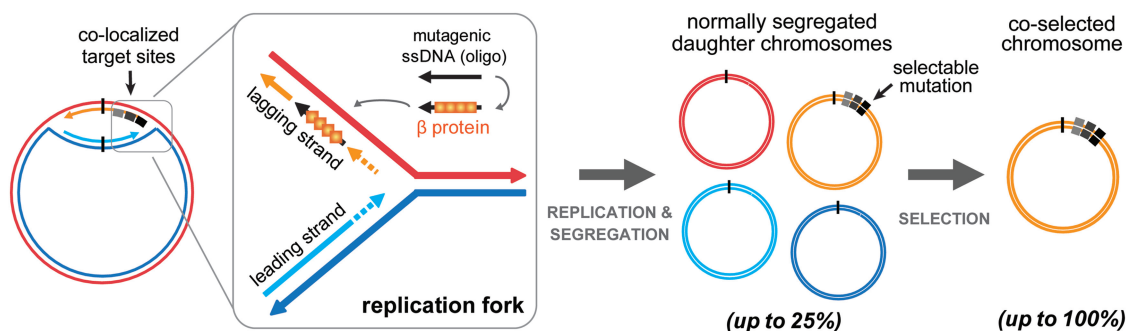 co-localized
target sites
mutagenic
ssDNA (oligo)
β protein
lagging strand
leading strand
replication fork
REPLICATION &
SEGREGATION
normally segregated
daughter chromosomes
selectable
mutation
(up to 25%)
SELECTION
co-selected
chromosome
(up to 100%)